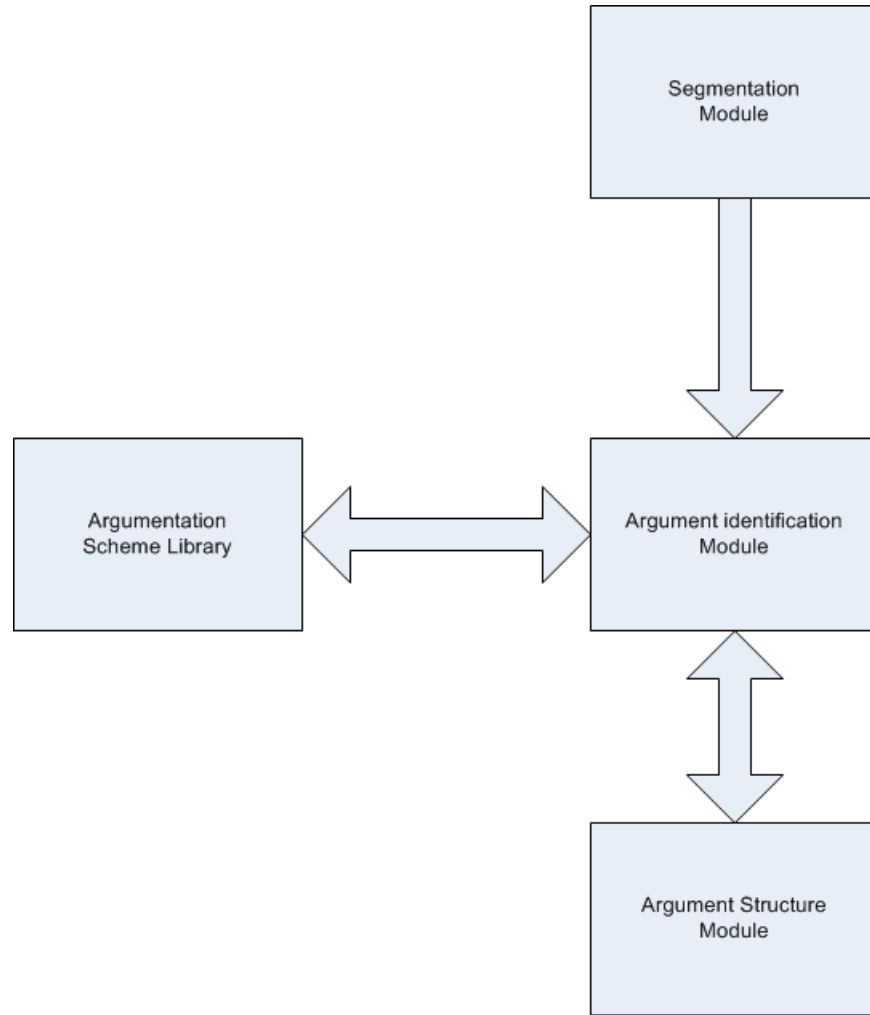 Segmentation
Module
Argumentation
Scheme Library
Argument identification
Module
Argument Structure
Module